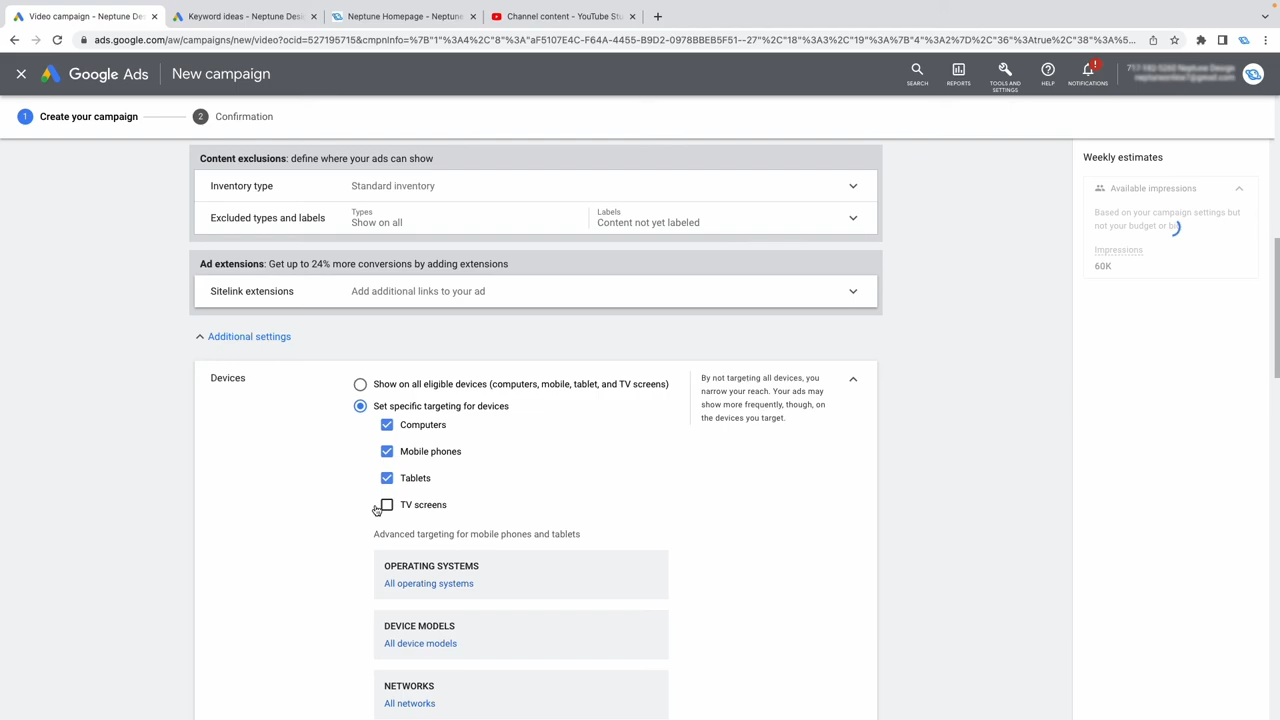 Video campaign - Neptune De
Keyword ideas - Neptune Desi
Neptune Homepage - Neptune
Channel content - YouTube Stu
ads.google.com/aw/campaigns/new/video?ocid=527195715&cmpnInfo=%7B"1"%3A4%2C"8"%3A"aF5107E4C-F64A-4455-B9D2-0978BBEB5F51--27"%2C"18"%3A3%2C"19"%3A%7B"4"%3A2%7D%2C"36"%3Atrue%2C"38"%3A%5...
Google Ads
New campaign
SEARCH
REPORTS
TOOLS AND
SETTINGS
HELP
NOTIFICATIONS
1 Create your campaign
2 Confirmation
Content exclusions: define where your ads can show
Inventory type
Standard inventory
Excluded types and labels
Types
Show on all
Labels
Content not yet labeled
Ad extensions: Get up to 24% more conversion by adding extensions
Sitelink extensions
Add additional links to your ad
Additional settings
Devices
Show on all eligible devices (computers, mobile, tablet, and TV screens)
Set specific targeting for devices
Computers
Mobile phones
Tablets
TV screens
Advanced targeting for mobile phones and tablets
OPERATING SYSTEMS
All operating systems
DEVICE MODELS
All device models
NETWORKS
All networks
By not targeting all devices, you
narrow your reach. Your ads may
show more frequently, though, on
the devices you target.
Weekly estimates
Available impressions
Based on your campaign settings but
not your budget or
Impressions
60K